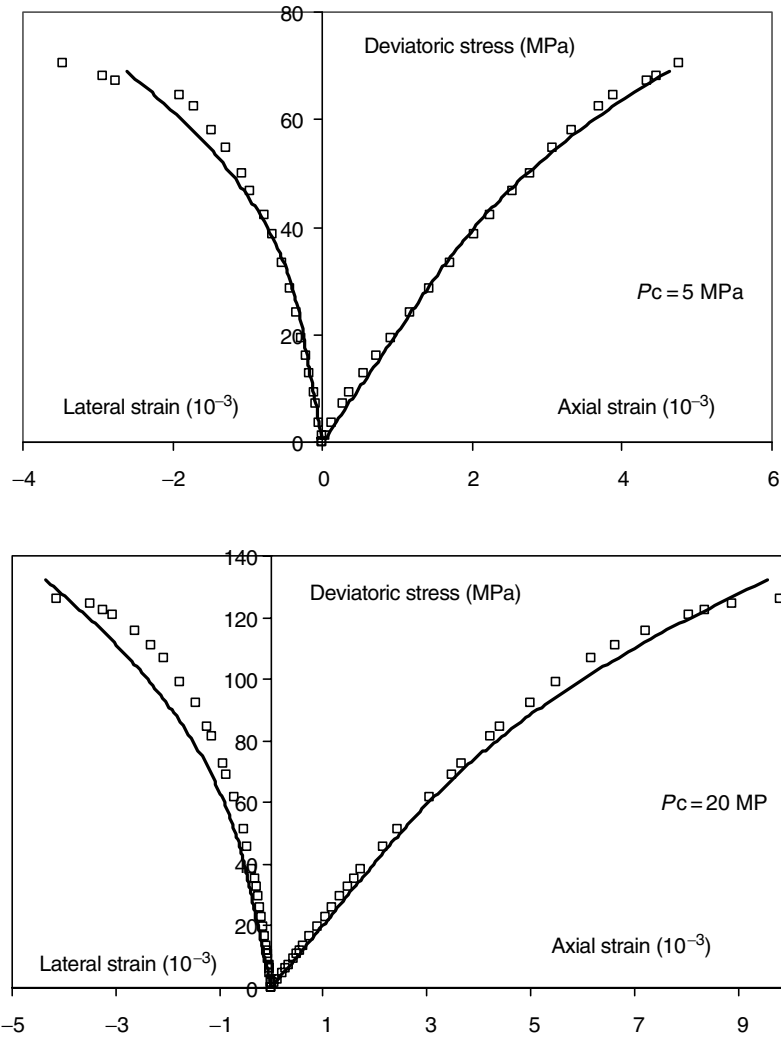 80
Deviatoric stress (MPa)
60
40
Pc = 5 MPa
20
Lateral strain (10⁻³) Axial strain (10⁻³)
0
−4 −2 0 2 4 6
140
Deviatoric stress (MPa)
120
100
80
Pc = 20 MP
60
40
20
Axial strain (10⁻³)
Lateral strain (10⁻³)
0
−5 −3 −1 1 3 5 7 9